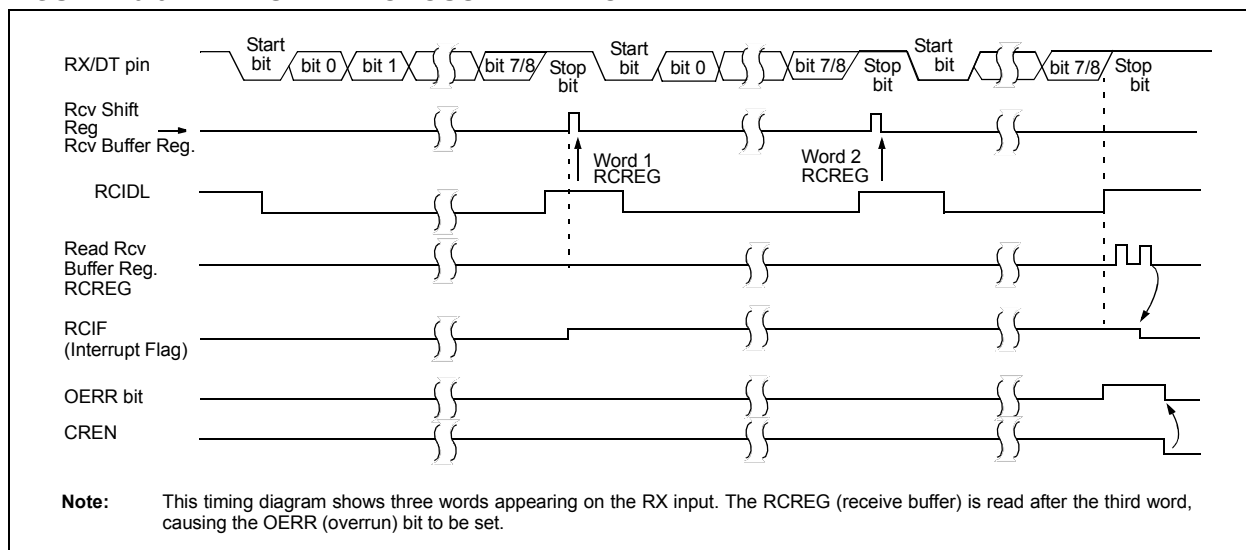 Start bit
bit 0
bit 1
bit 7/8
Stop bit
Start bit
bit 0
bit 7/8
Stop bit
Start bit
bit 7/8
Stop bit
RX/DT pin
Rcv Shift
Reg
Rcv Buffer Reg.
Word 1
RCREG
Word 2
RCREG
RCIDL
Read Rcv
Buffer Reg.
RCREG
RCIF
(Interrupt Flag)
OERR bit
CREN
Note: This timing diagram shows three words appearing on the RX input. The RCREG (receive buffer) is read after the third word,
causing the OERR (overrun) bit to be set.